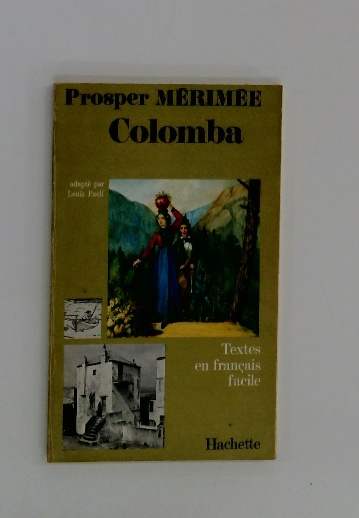 Prosper MÉRIMÉE
Colomba
adapté par
Louis Paoli
Textes
en français
facile
Hachette